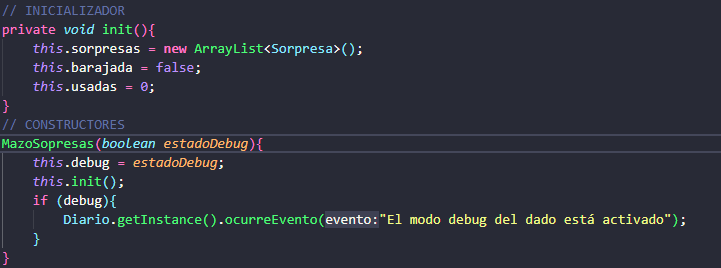 // INICIALIZADOR
private void init(){
    this.sorpresas = new ArrayList<Sorpresa>();
    this.barajada = false;
    this.usadas = 0;
}
// CONSTRUCTORES
MazoSopresas(boolean estadoDebug){
    this.debug = estadoDebug;
    this.init();
    if (debug){
        Diario.getInstance().ocurreEvento(evento:"El modo debug del dado está activado");
    }
}